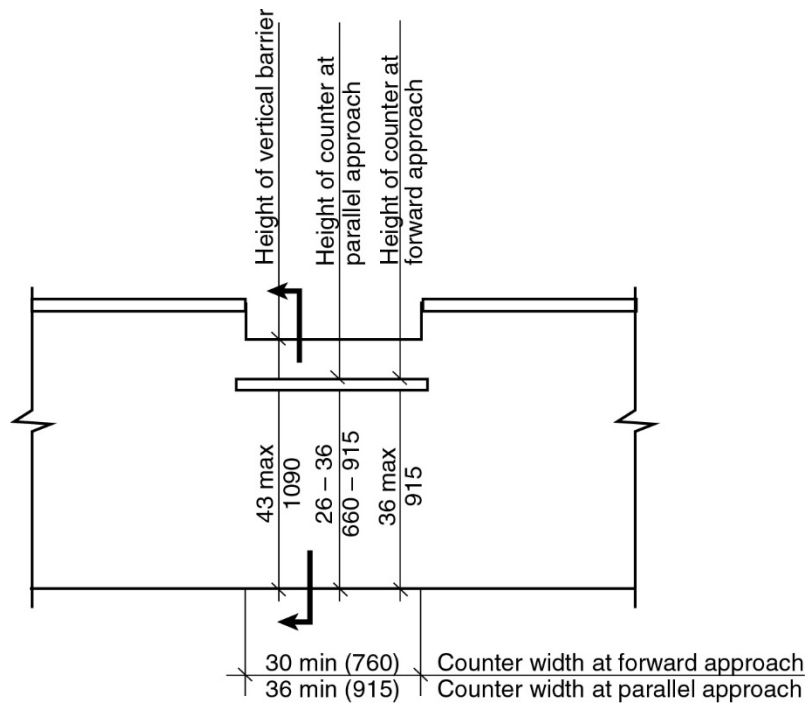 Height of vertical barrier
Height of counter at
parallel approach
Height of counter at
forward approach
43 max
1090
26 – 36
660 – 915
36 max
915
30 min (760) Counter width at forward approach
36 min (915) Counter width at parallel approach